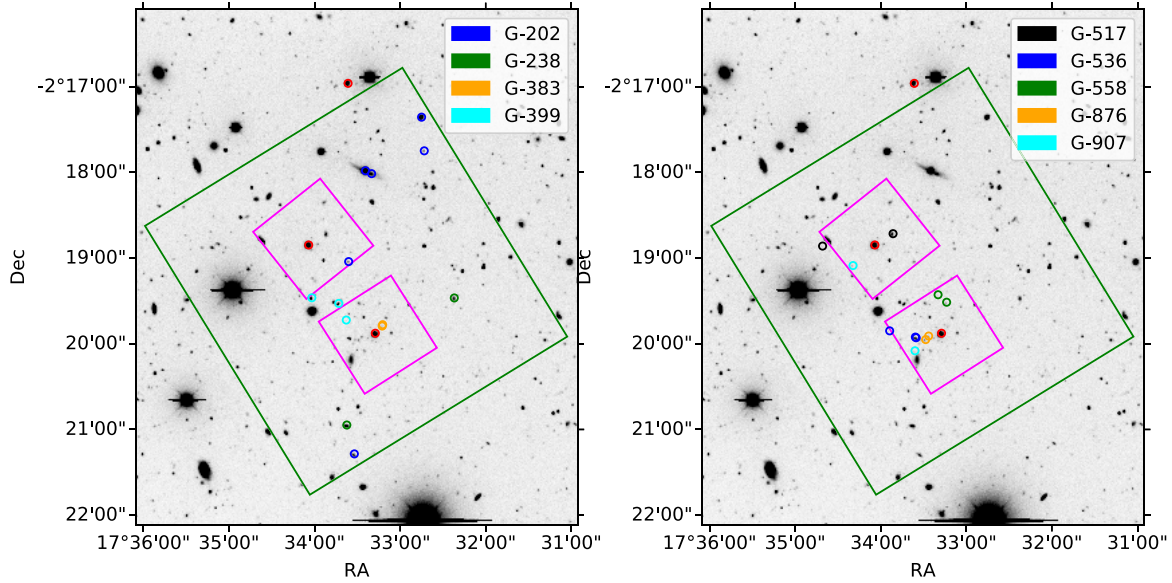 G-202
G-238
G-383
G-399
-2°17'00"
18'00"
19'00"
20'00"
21'00"
22'00"
Dec
17°36'00" 35'00" 34'00" 33'00" 32'00" 31'00"
RA
G-517
G-536
G-558
G-876
G-907
-2°17'00"
18'00"
19'00"
20'00"
21'00"
22'00"
Dec
17°36'00" 35'00" 34'00" 33'00" 32'00" 31'00"
RA